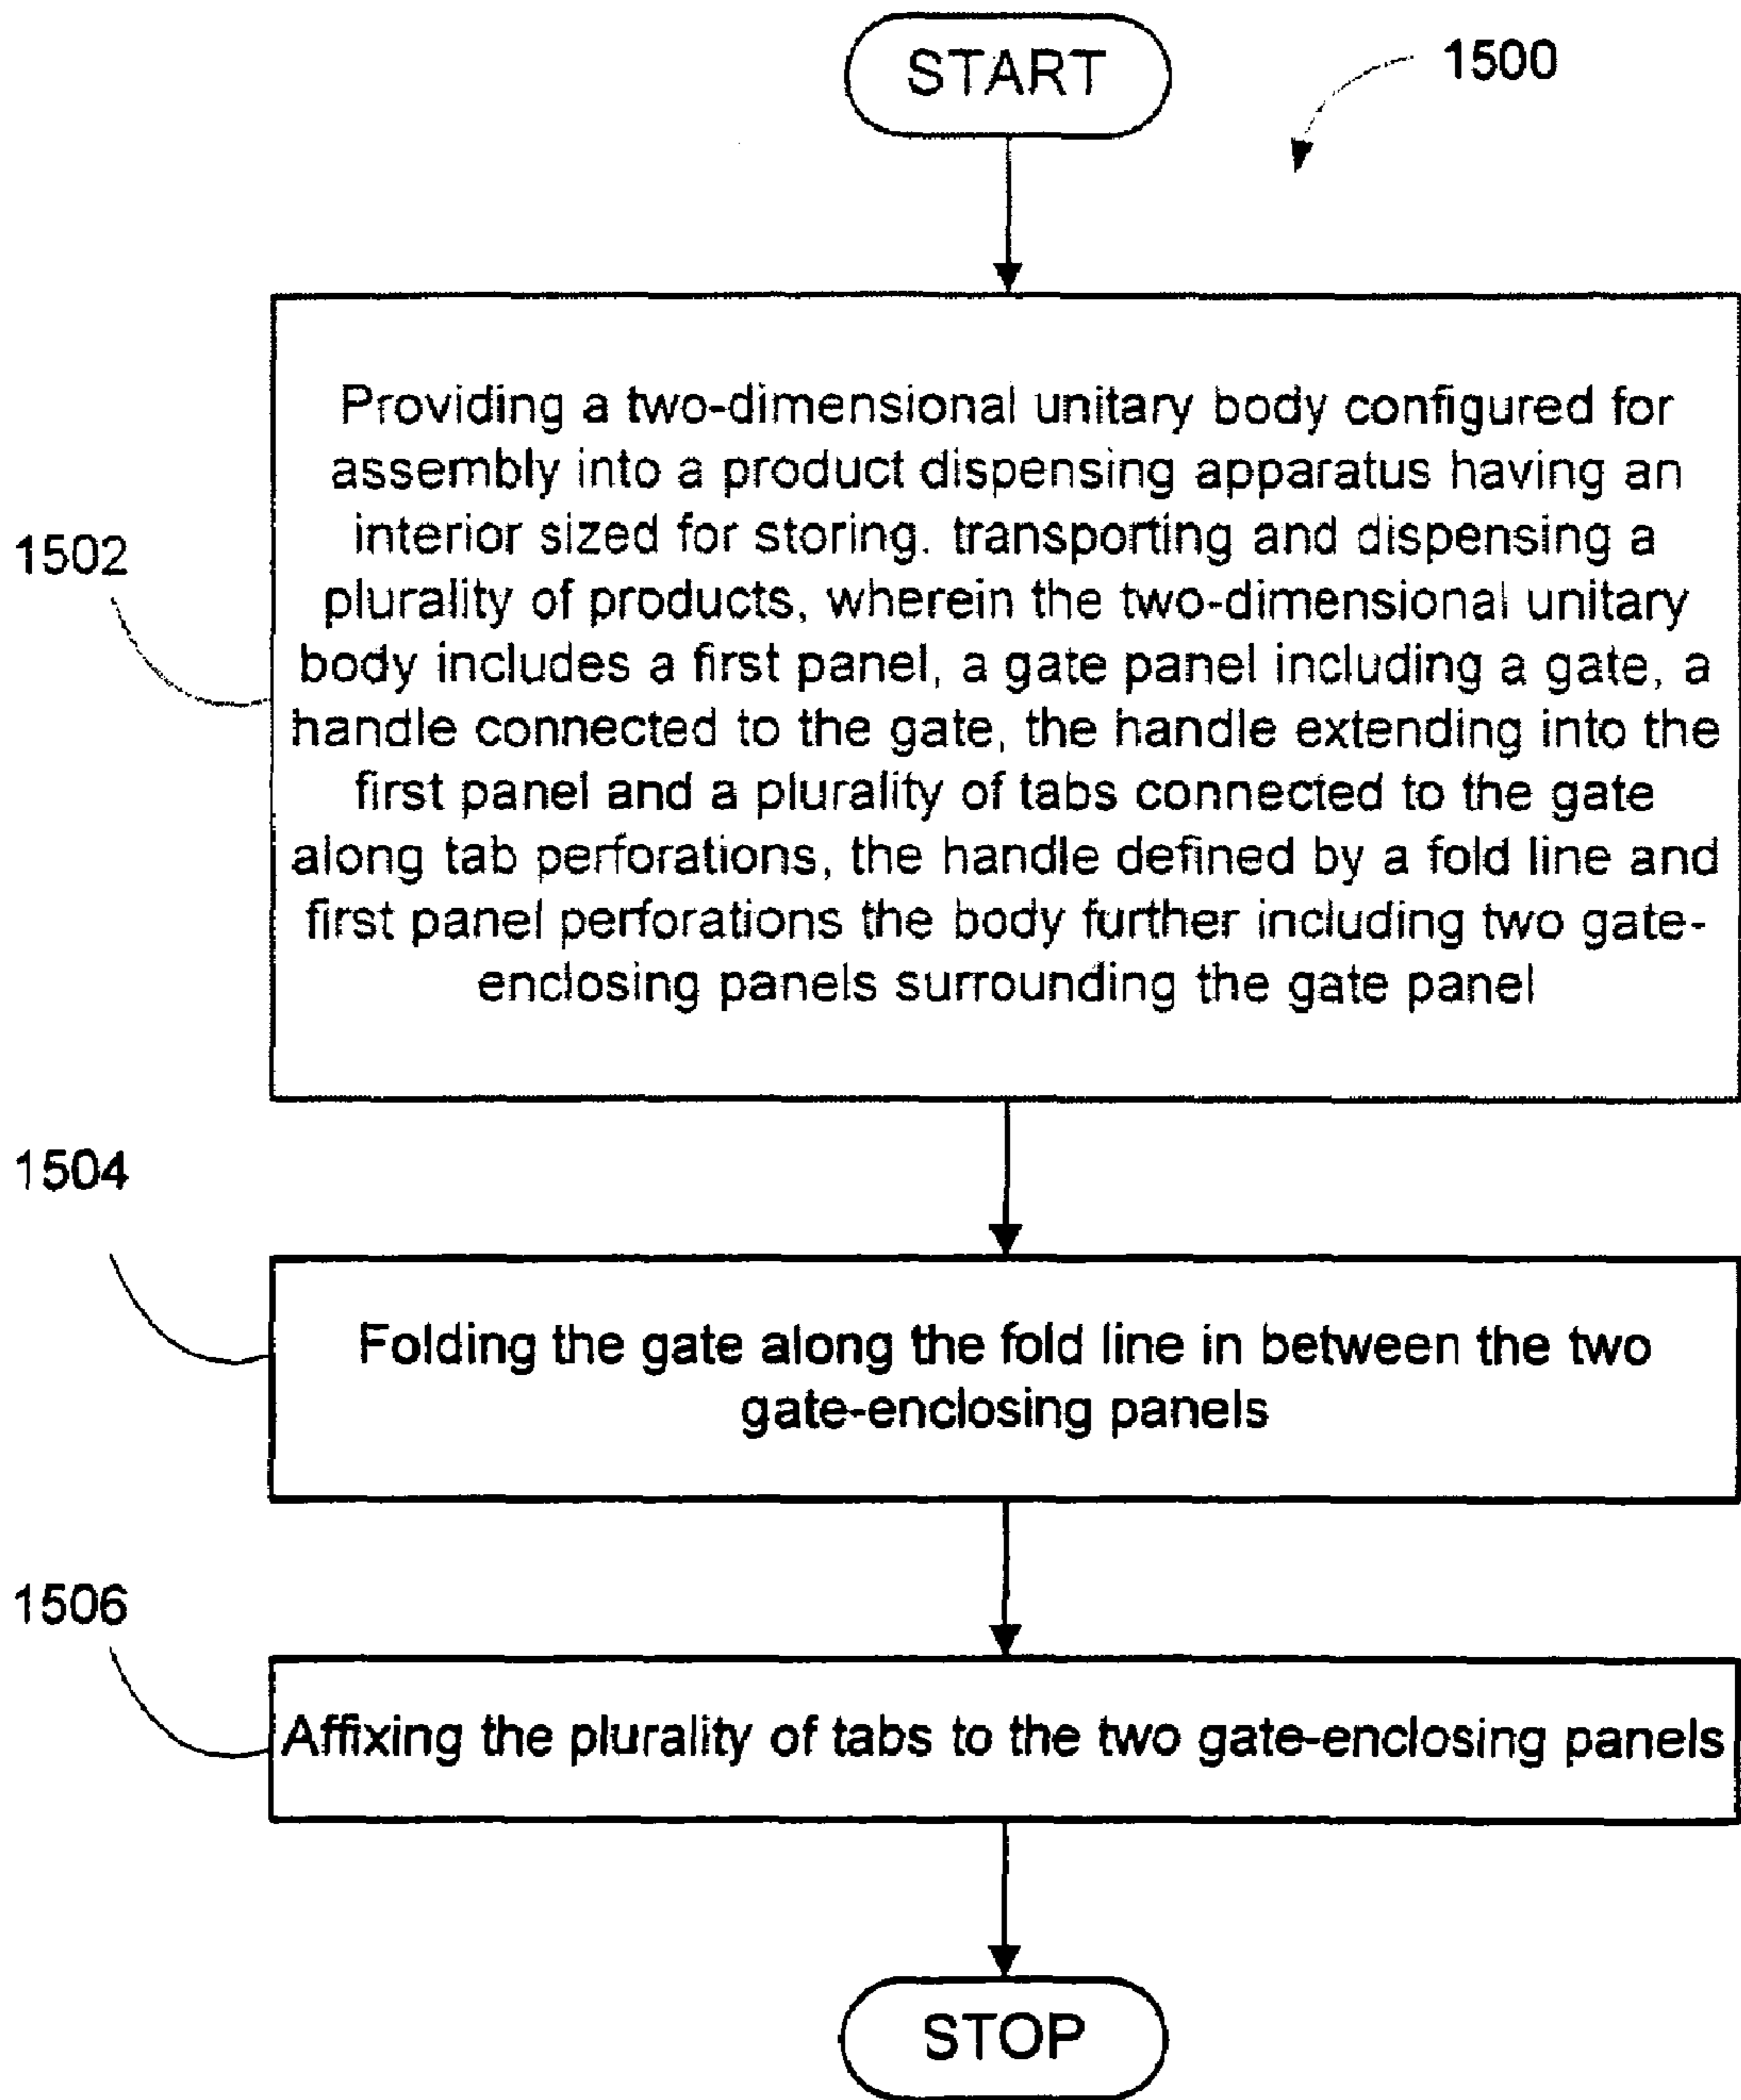 START
1500
1502
Providing a two-dimensional unitary body configured for
assembly into a product dispensing apparatus having an
interior sized for storing. transporting and dispensing a
plurality of products, wherein the two-dimensional unitary
body includes a first panel, a gate panel including a gate, a
handle connected to the gate, the handle extending into the
first panel and a plurality of tabs connected to the gate
along tab perforations, the handle defined by a fold line and
first panel perforations the body further including two gate-
enclosing panels surrounding the gate panel
1504
Folding the gate along the fold line in between the two
gate-enclosing panels
1506
Affixing the plurality of tabs to the two gate-enclosing panels
STOP